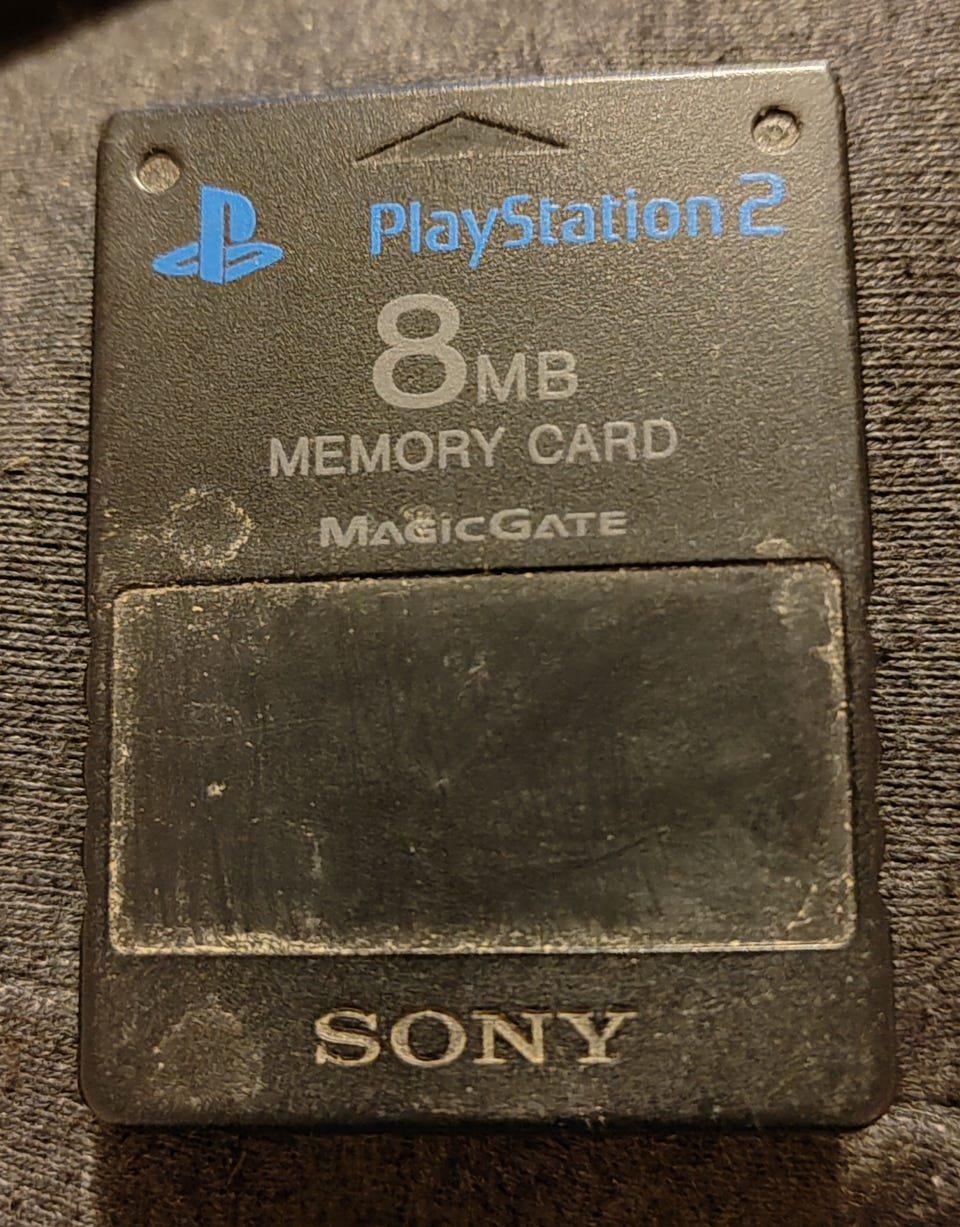 PlayStation 2
8MB
MEMORY CARD
MAGICGATE
SONY